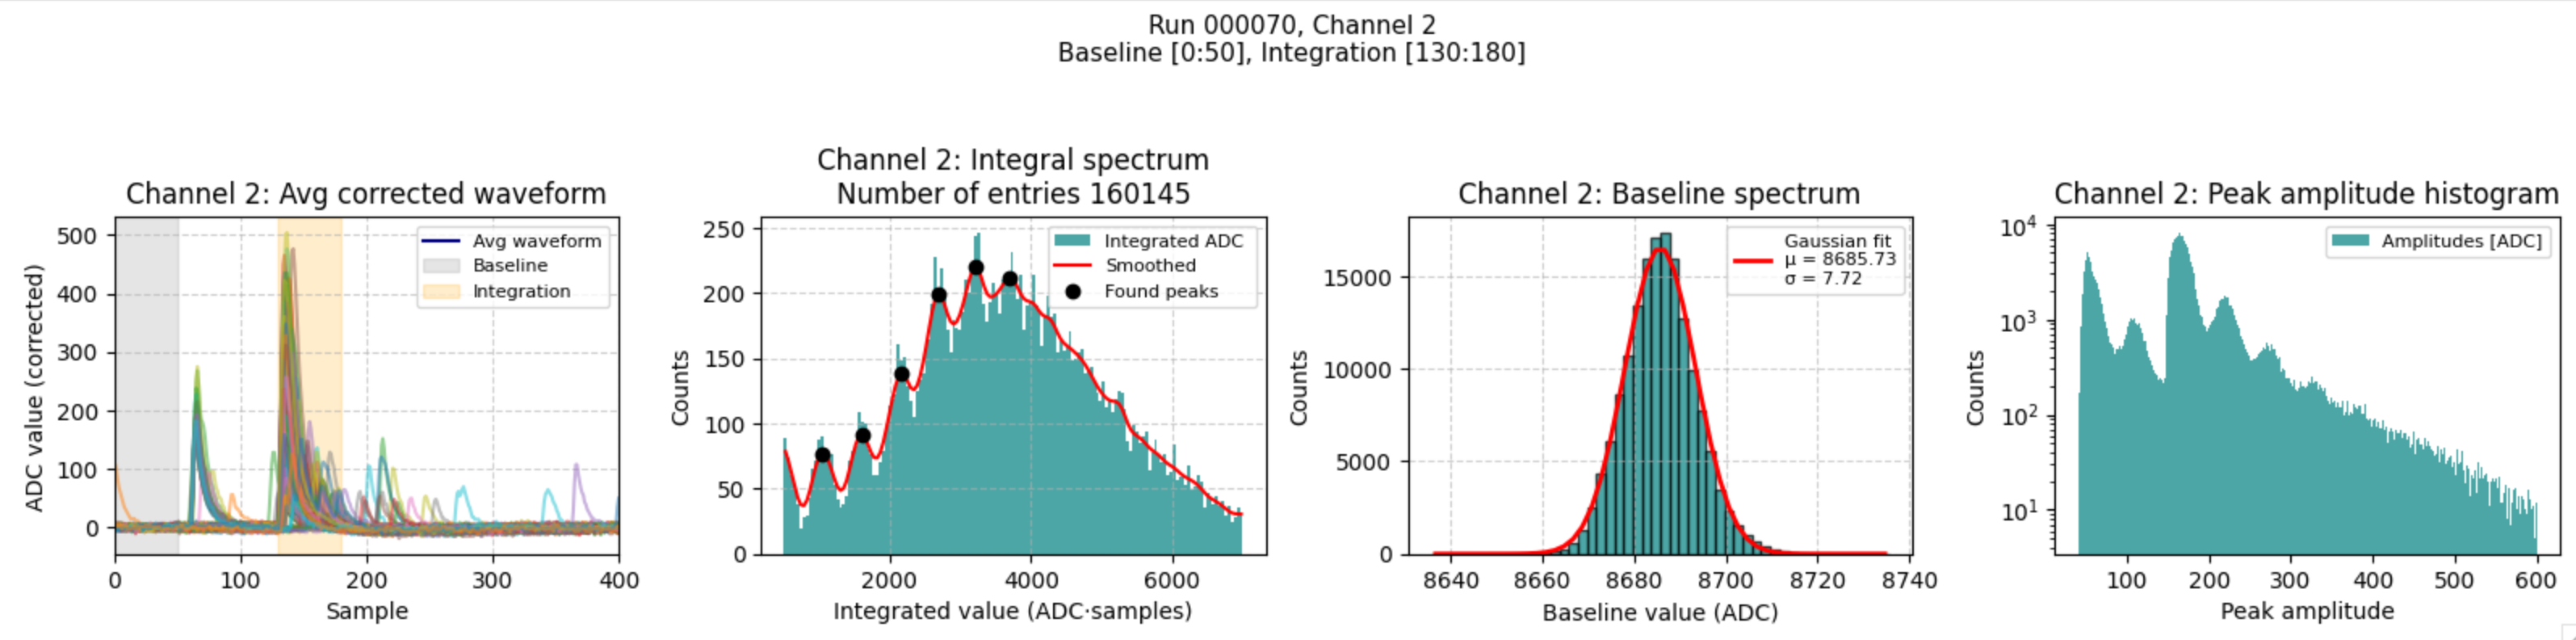 Run 000070, Channel 2
Baseline [0:50], Integration [130:180]
Channel 2: Avg corrected waveform
ADC value (corrected)
500
400
300
200
100
0
Avg waveform
Baseline
Integration
0 100 200 300 400
Sample
Channel 2: Integral spectrum
Number of entries 160145
Counts
250
200
150
100
50
0
Integrated ADC
Smoothed
Found peaks
2000 4000 6000
Integrated value (ADC·samples)
Channel 2: Baseline spectrum
Counts
15000
10000
5000
0
Gaussian fit
μ = 8685.73
σ = 7.72
8640 8660 8680 8700 8720 8740
Baseline value (ADC)
Channel 2: Peak amplitude histogram
Counts
10⁴
10³
10²
10¹
Amplitudes [ADC]
100 200 300 400 500 600
Peak amplitude